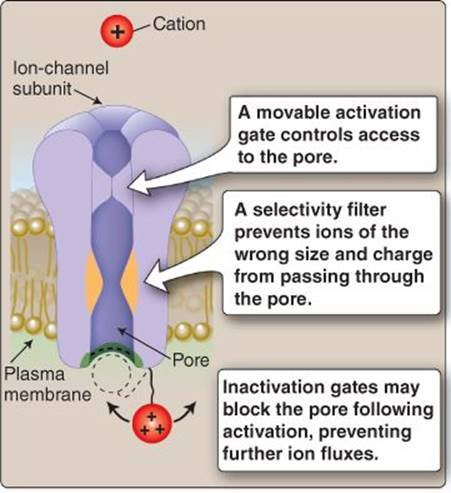 +
Cation
Ion-channel
subunit
A movable activation
gate controls access
to the pore.
A selectivity filter
prevents ions of the
wrong size and charge
from passing through
the pore.
Pore
Plasma
membrane
+
+ +
Inactivation gates may
block the pore following
activation, preventing
further ion fluxes.